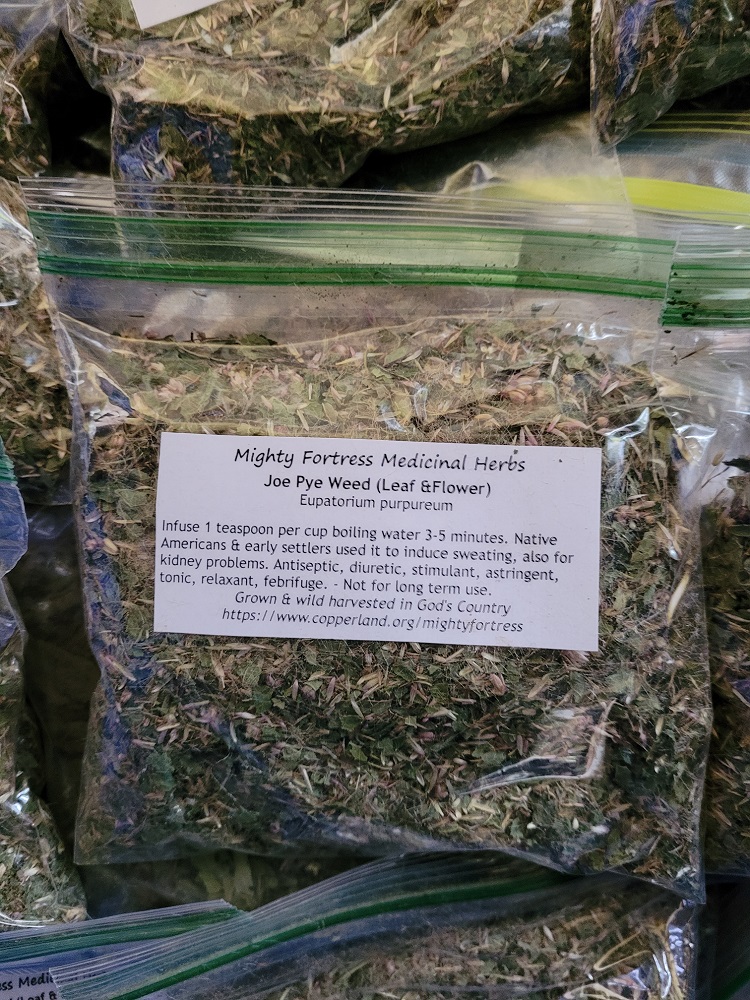 Mighty Fortress Medicinal Herbs
Joe Pye Weed (Leaf &Flower)
Eupatorium purpureum
Infuse 1 teaspoon per cup boiling water 3-5 minutes. Native
Americans & early settlers used it to induce sweating, also for
kidney problems. Antiseptic, diuretic, stimulant, astringent,
tonic, relaxant, febrifuge. - Not for long term use.
Grown & wild harvested in God's Country
https://www.copperland.org/mightyfortress